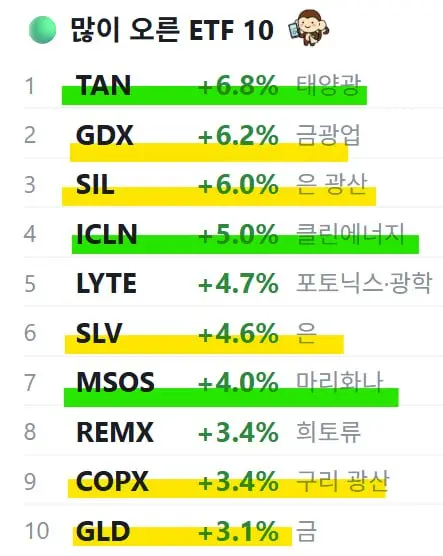 많이 오른 ETF 10
1 TAN +6.8% 태양광
2 GDX +6.2% 금광업
3 SIL +6.0% 은 광산
4 ICLN +5.0% 클린에너지
5 LYTE +4.7% 포토닉스·광학
6 SLV +4.6% 은
7 MSOS +4.0% 마리화나
8 REMX +3.4% 희토류
9 COPX +3.4% 구리 광산
10 GLD +3.1% 금